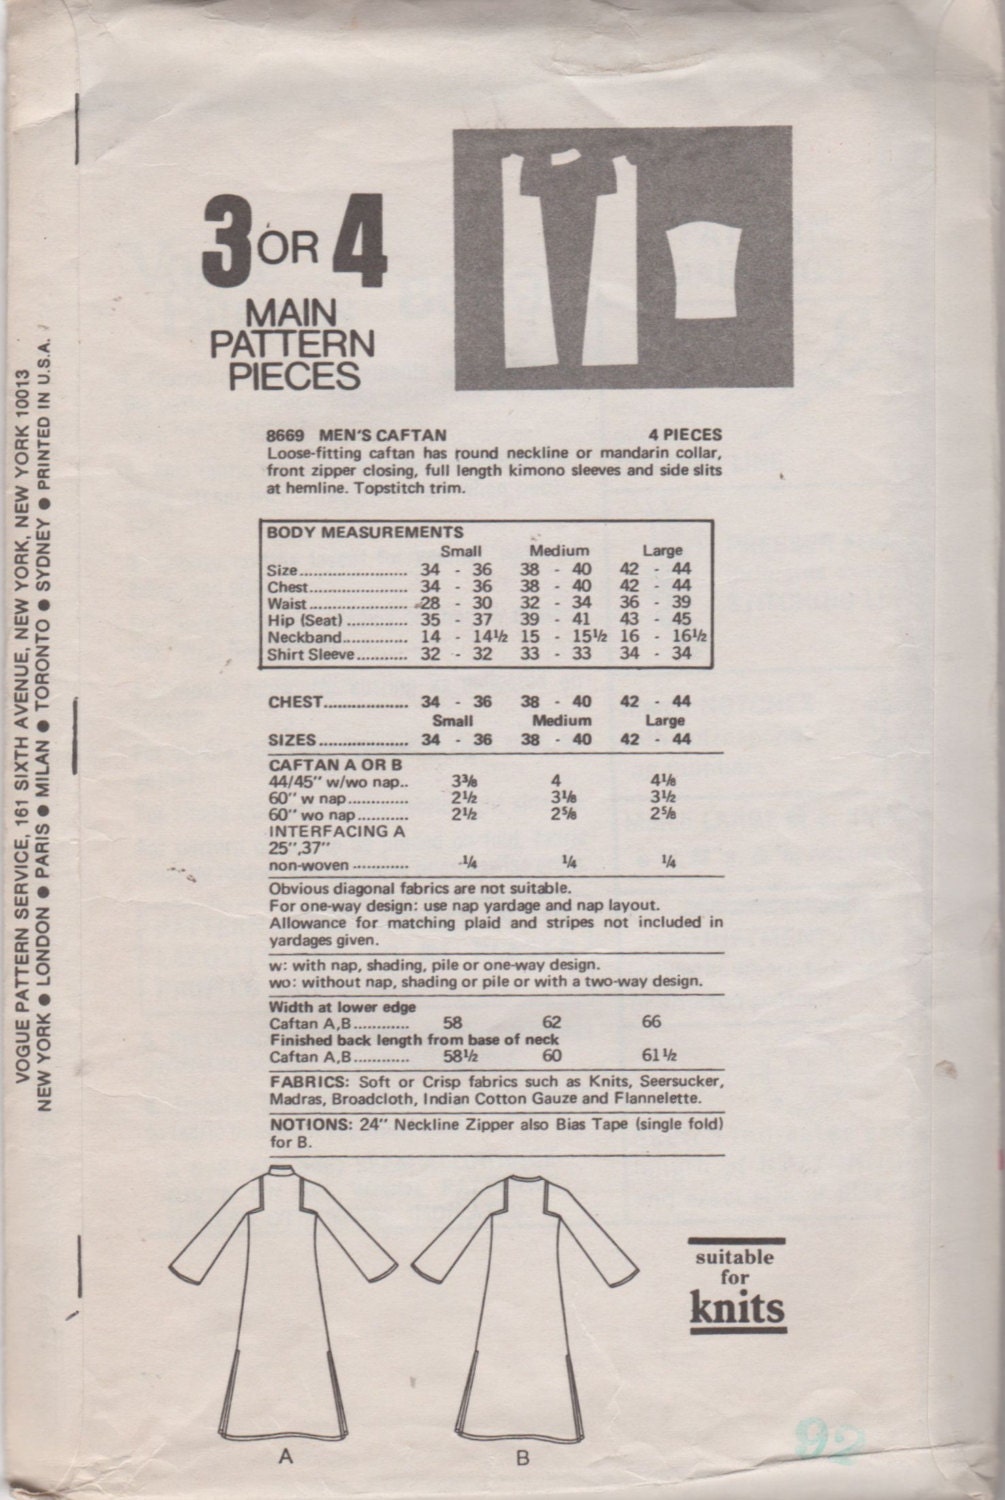 3 OR 4
MAIN
PATTERN
PIECES
VOGUE PATTERN SERVICE, 161 SIXTH AVENUE, NEW YORK, NEW YORK 10013
NEW YORK ● LONDON ● PARIS ● MILAN ● TORONTO ● SYDNEY ● PRINTED IN U.S.A.
8669 MEN'S CAFTAN 4 PIECES
Loose-fitting caftan has round neckline or mandarin collar,
front zipper closing, full length kimono sleeves and side slits
at hemline. Topstitch trim.
BODY MEASUREMENTS
Small Medium Large
Size........................ 34 - 36 38 - 40 42 - 44
Chest...................... 34 - 36 38 - 40 42 - 44
Waist...................... 28 - 30 32 - 34 36 - 39
Hip (Seat) ............. 35 - 37 39 - 41 43 - 45
Neckband.............. 14 - 14½ 15 - 15½ 16 - 16½
Shirt Sleeve........... 32 - 32 33 - 33 34 - 34
CHEST................... 34 - 36 38 - 40 42 - 44
Small Medium Large
SIZES.................... 34 - 36 38 - 40 42 - 44
CAFTAN A OR B
44/45" w/wo nap.. 3⅜ 4 4⅛
60" w nap............. 2½ 3⅛ 3½
60" wo nap........... 2½ 2⅝ 2⅝
INTERFACING A
25",37"
non-woven ............ ¼ ¼ ¼
Obvious diagonal fabrics are not suitable.
For one-way design: use nap yardage and nap layout.
Allowance for matching plaid and stripes not included in
yardages given.
w: with nap, shading, pile or one-way design.
wo: without nap, shading or pile or with a two-way design.
Width at lower edge
Caftan A,B............ 58 62 66
Finished back length from base of neck
Caftan A,B............ 58½ 60 61½
FABRICS: Soft or Crisp fabrics such as Knits, Seersucker,
Madras, Broadcloth, Indian Cotton Gauze and Flannelette.
NOTIONS: 24" Neckline Zipper also Bias Tape (single fold)
for B.
suitable
for
knits
A B
92